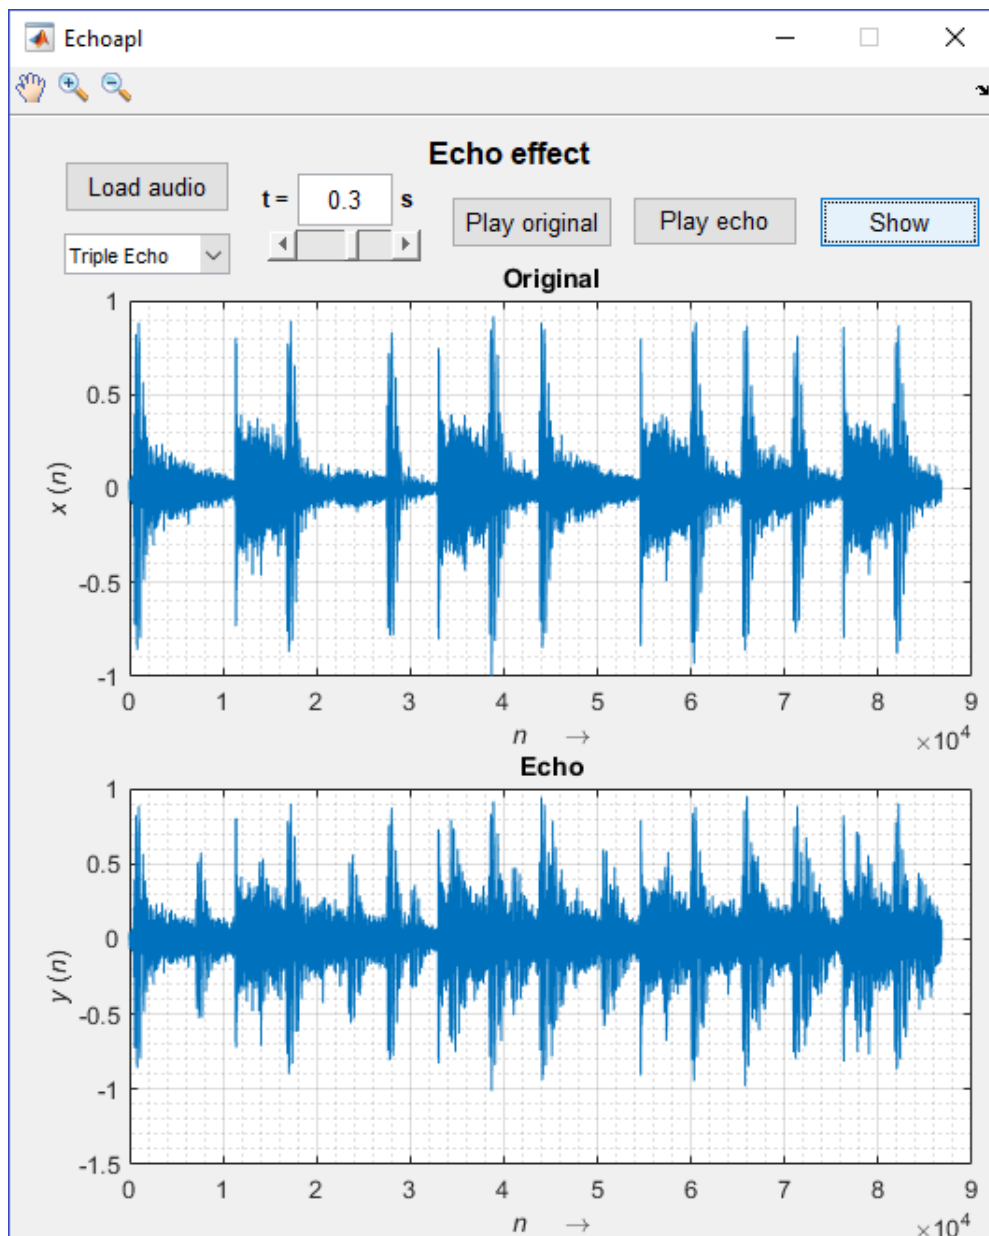 Echoapl
Echo effect
Load audio
t = 0.3 s
Play original
Play echo
Show
Triple Echo
Original
1
0.5
0
-0.5
-1
x (n)
0 1 2 3 4 5 6 7 8 9
n →
×10^4
Echo
1
0.5
0
-0.5
-1
-1.5
y (n)
0 1 2 3 4 5 6 7 8 9
n →
×10^4